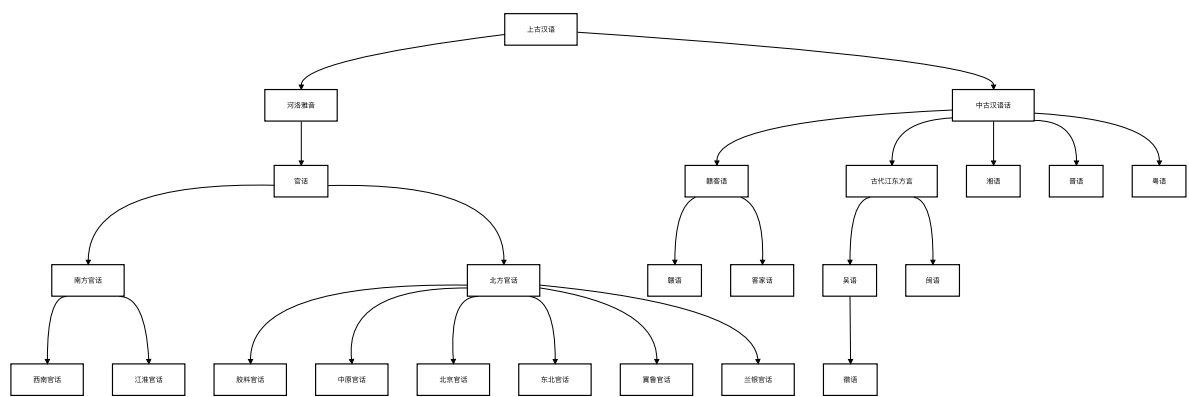 上古汉语
河洛雅音
中古汉语话
官话
赣客语
古代江东方言
湘语
晋语
粤语
南方官话
北方官话
赣语
客家话
吴语
闽语
西南官话
江淮官话
胶料官话
中原官话
北京官话
东北官话
冀鲁官话
兰银官话
徽语